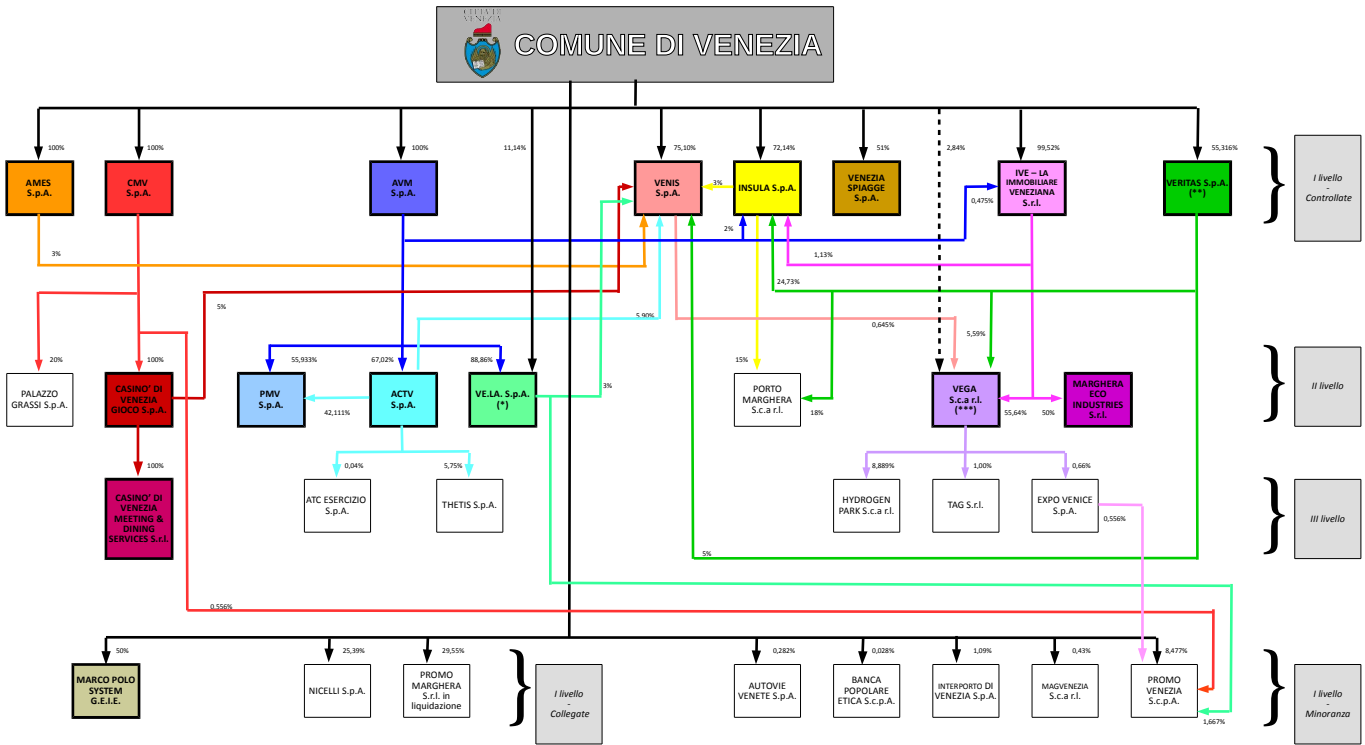 CITTA' DI
VENEZIA
COMUNE DI VENEZIA
100%
100%
100%
11,14%
75,10%
72,14%
51%
2,84%
99,52%
55,316%
AMES
S.p.A.
CMV
S.p.A.
AVM
S.p.A.
VENIS
S.p.A.
3%
INSULA S.p.A.
VENEZIA
SPIAGGE
S.p.A.
0,475%
IVE – LA
IMMOBILIARE
VENEZIANA
S.r.l.
VERITAS S.p.A.
(**)
I livello
-
Controllate
2%
3%
1,13%
24,73%
5%
5,90%
0,645%
5,59%
20%
100%
55,933%
67,02%
88,86%
15%
PALAZZO
GRASSI S.p.A.
CASINO' DI
VENEZIA
GIOCO S.p.A.
PMV
S.p.A.
42,111%
ACTV
S.p.A.
VE.LA. S.p.A.
(*)
3%
PORTO
MARGHERA
S.c.a r.l.
18%
VEGA
S.c.a r.l.
(***)
55,64%
50%
MARGHERA
ECO
INDUSTRIES
S.r.l.
II livello
100%
0,04%
5,75%
8,889%
1,00%
0,66%
CASINO' DI
VENEZIA
MEETING &
DINING
SERVICES S.r.l.
ATC ESERCIZIO
S.p.A.
THETIS S.p.A.
HYDROGEN
PARK S.c.a r.l.
TAG S.r.l.
EXPO VENICE
S.p.A.
0,556%
III livello
5%
0,556%
50%
25,39%
29,55%
0,282%
0,028%
1,09%
0,43%
8,477%
MARCO POLO
SYSTEM
G.E.I.E.
NICELLI S.p.A.
PROMO
MARGHERA
S.r.l. in
liquidazione
I livello
-
Collegate
AUTOVIE
VENETE S.p.A.
BANCA
POPOLARE
ETICA S.c.p.A.
INTERPORTO DI
VENEZIA S.p.A.
MAGVENEZIA
S.c.a r.l.
PROMO
VENEZIA
S.c.p.A.
1,667%
I livello
-
Minoranza